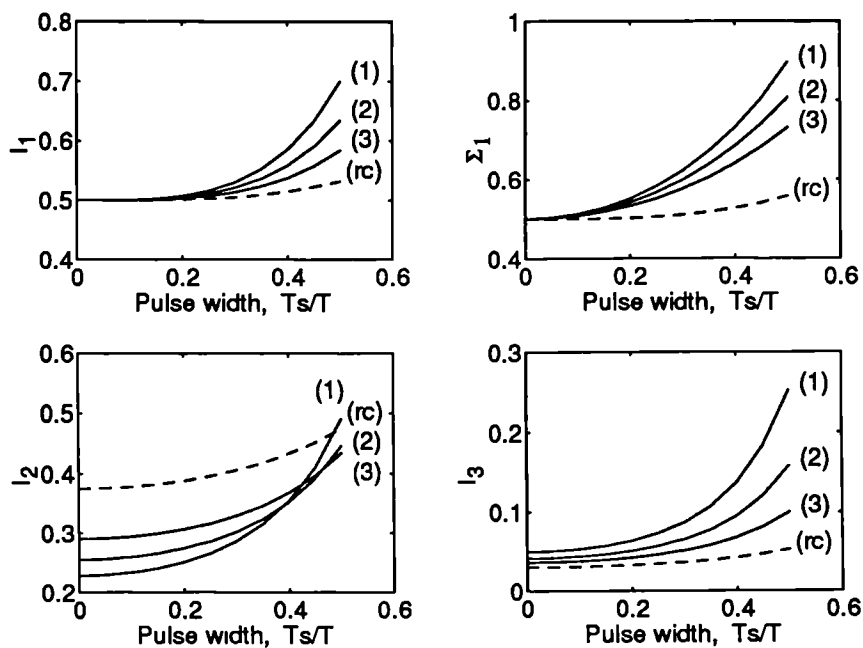 0.8
0.7
0.6
0.5
0.4
I1
(1)
(2)
(3)
(rc)
0 0.2 0.4 0.6
Pulse width, Ts/T
1
0.8
0.6
0.4
Σ1
(1)
(2)
(3)
(rc)
0 0.2 0.4 0.6
Pulse width, Ts/T
0.6
0.5
0.4
0.3
0.2
I2
(1)
(rc)
(2)
(3)
0 0.2 0.4 0.6
Pulse width, Ts/T
0.3
0.2
0.1
0
I3
(1)
(2)
(3)
(rc)
0 0.2 0.4 0.6
Pulse width, Ts/T